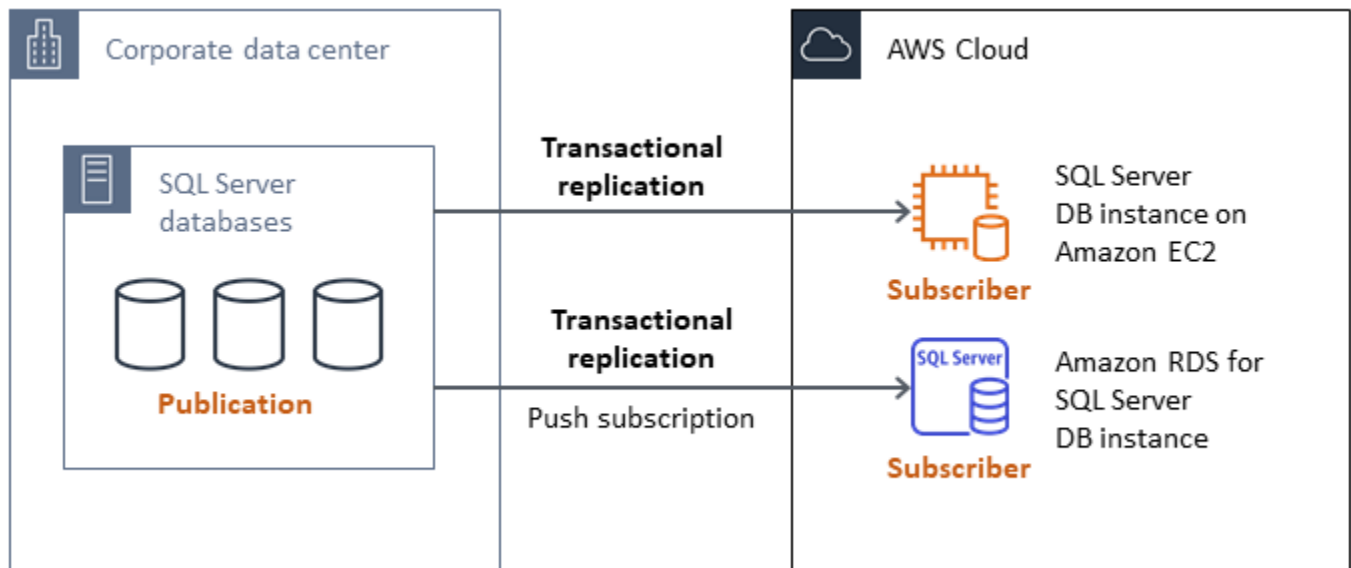 Corporate data center
AWS Cloud
SQL Server
databases
Publication
Transactional
replication
Transactional
replication
Push subscription
SQL Server
DB instance on
Amazon EC2
Subscriber
SQL Server
Amazon RDS for
SQL Server
DB instance
Subscriber